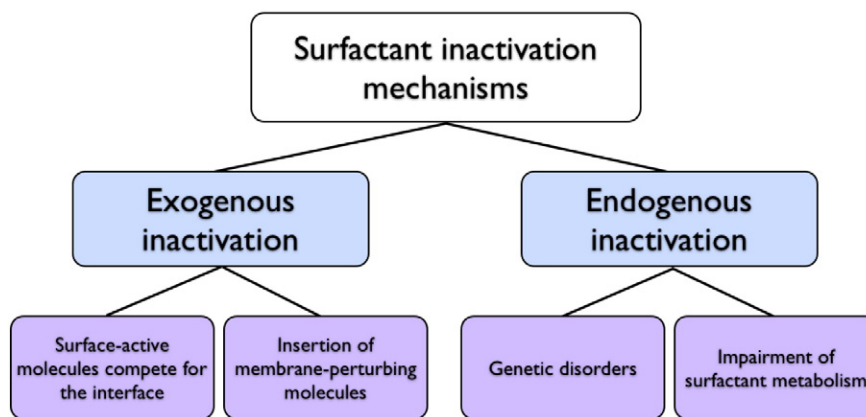 Surfactant inactivation
mechanisms
Exogenous
inactivation
Endogenous
inactivation
Surface-active
molecules compete for
the interface
Insertion of
membrane-perturbing
molecules
Genetic disorders
Impairment of
surfactant metabolism